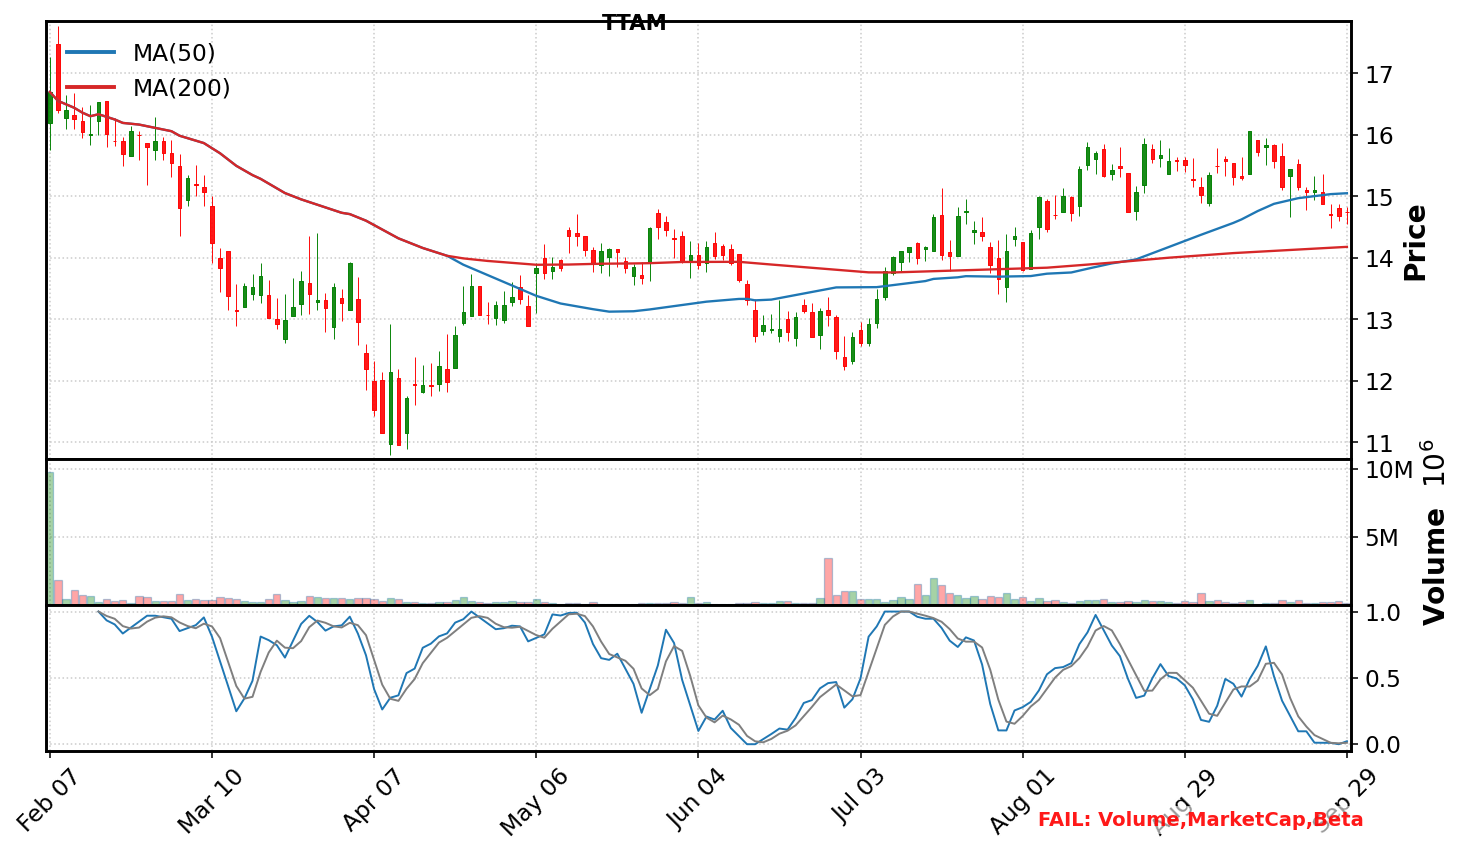 TTAM
MA(50)
MA(200)
17
16
15
14
13
12
11
Price
10M
5M
Volume 10^6
1.0
0.5
0.0
Feb 07
Mar 10
Apr 07
May 06
Jun 04
Jul 03
Aug 01
Aug 29
Sep 29
FAIL: Volume,MarketCap,Beta